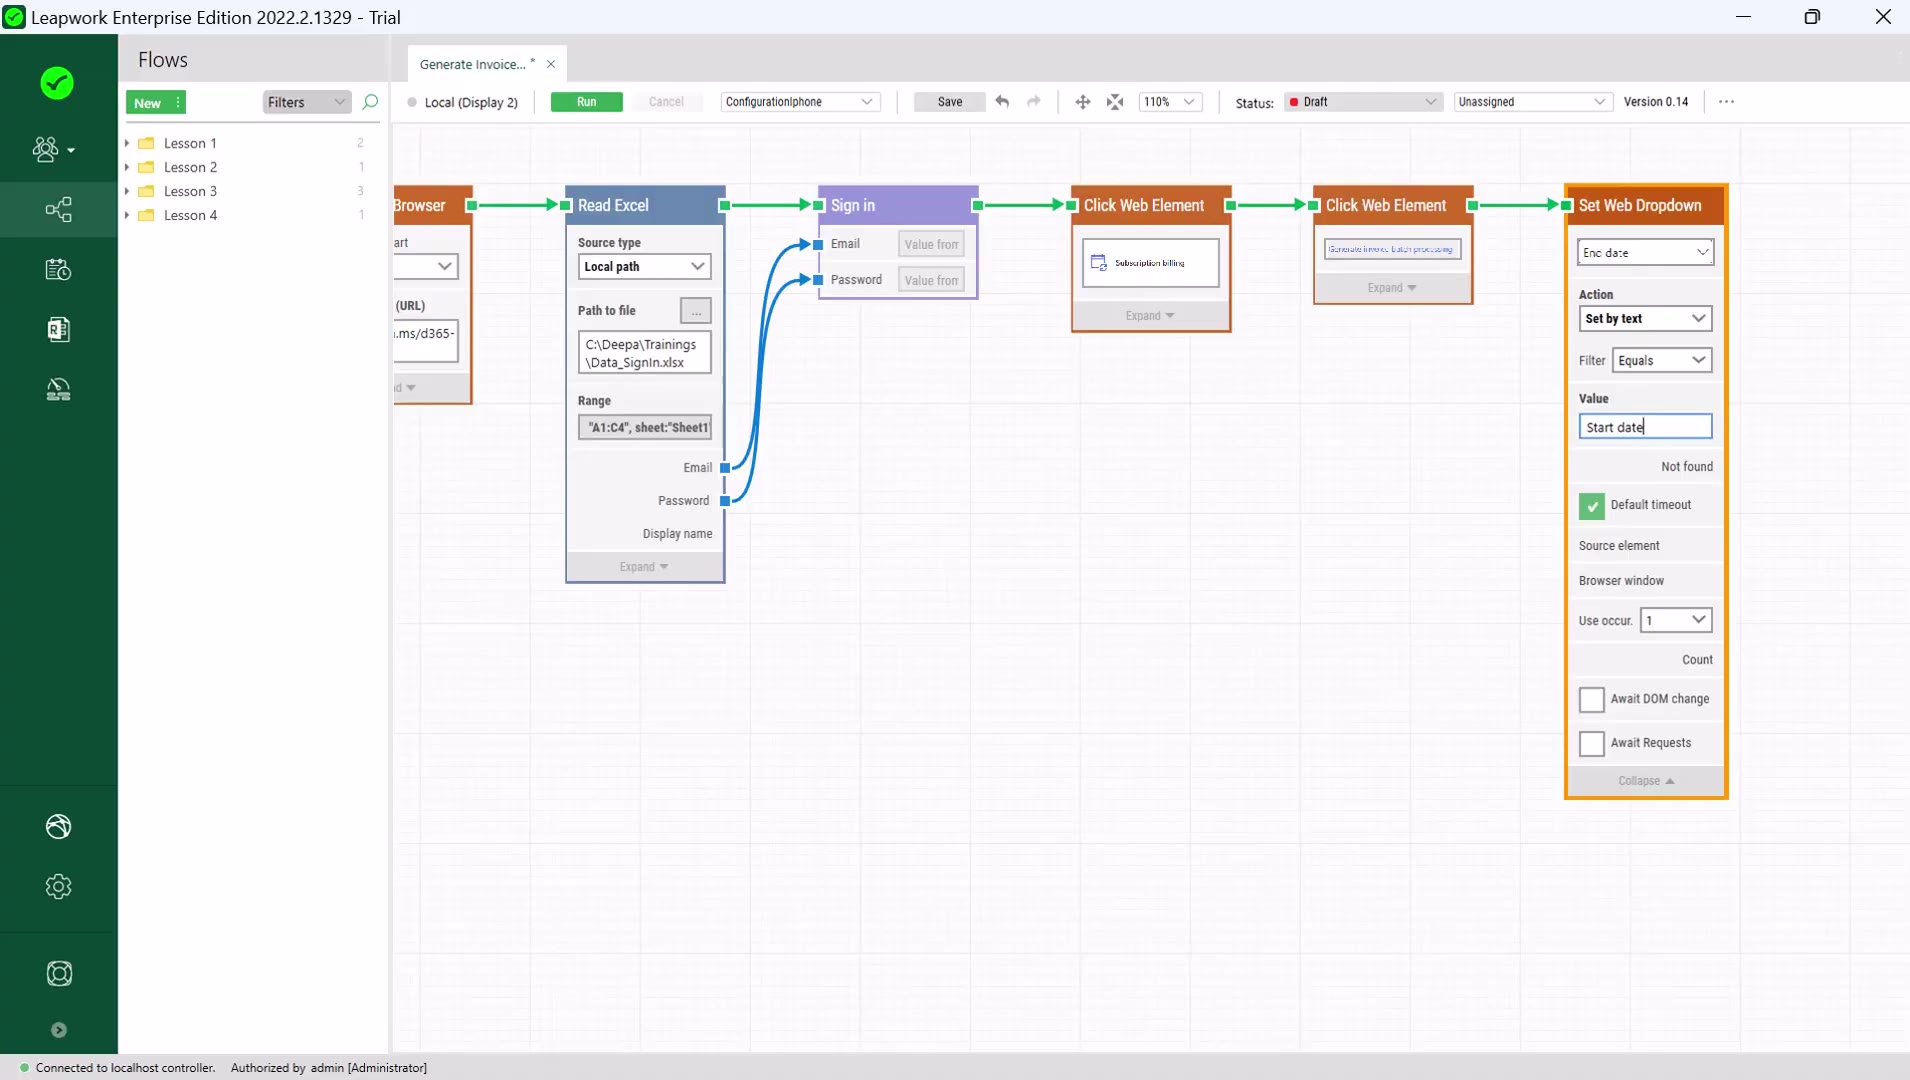 Leapwork Enterprise Edition 2022.2.1329 - Trial
Flows
Generate Invoice... *
New
Filters
Local (Display 2)
Run
Cancel
ConfigurationIphone
Save
110%
Status:
Draft
Unassigned
Version 0.14
Lesson 1
2
Lesson 2
1
Lesson 3
3
Lesson 4
1
Browser
art
(URL)
.ms/d365-
d
Read Excel
Source type
Local path
Path to file
...
C:\Deepa\Trainings
\Data_SignIn.xlsx
Range
"A1:C4", sheet:"Sheet1"
Email
Password
Display name
Expand
Sign in
Email
Value from
Password
Value from
Click Web Element
Subscription billing
Expand
Click Web Element
Generate invoice batch processing
Expand
Set Web Dropdown
End date
Action
Set by text
Filter
Equals
Value
Start date
Not found
Default timeout
Source element
Browser window
Use occur.
1
Count
Await DOM change
Await Requests
Collapse
Connected to localhost controller.
Authorized by admin [Administrator]